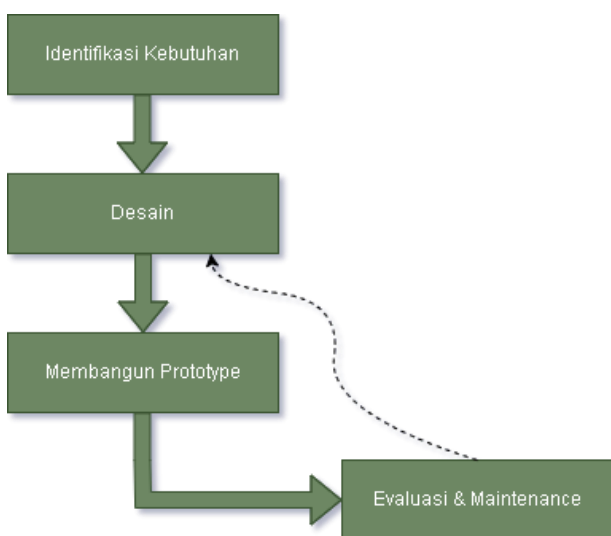 Identifikasi Kebutuhan
Desain
Membangun Prototype
Evaluasi & Maintenance